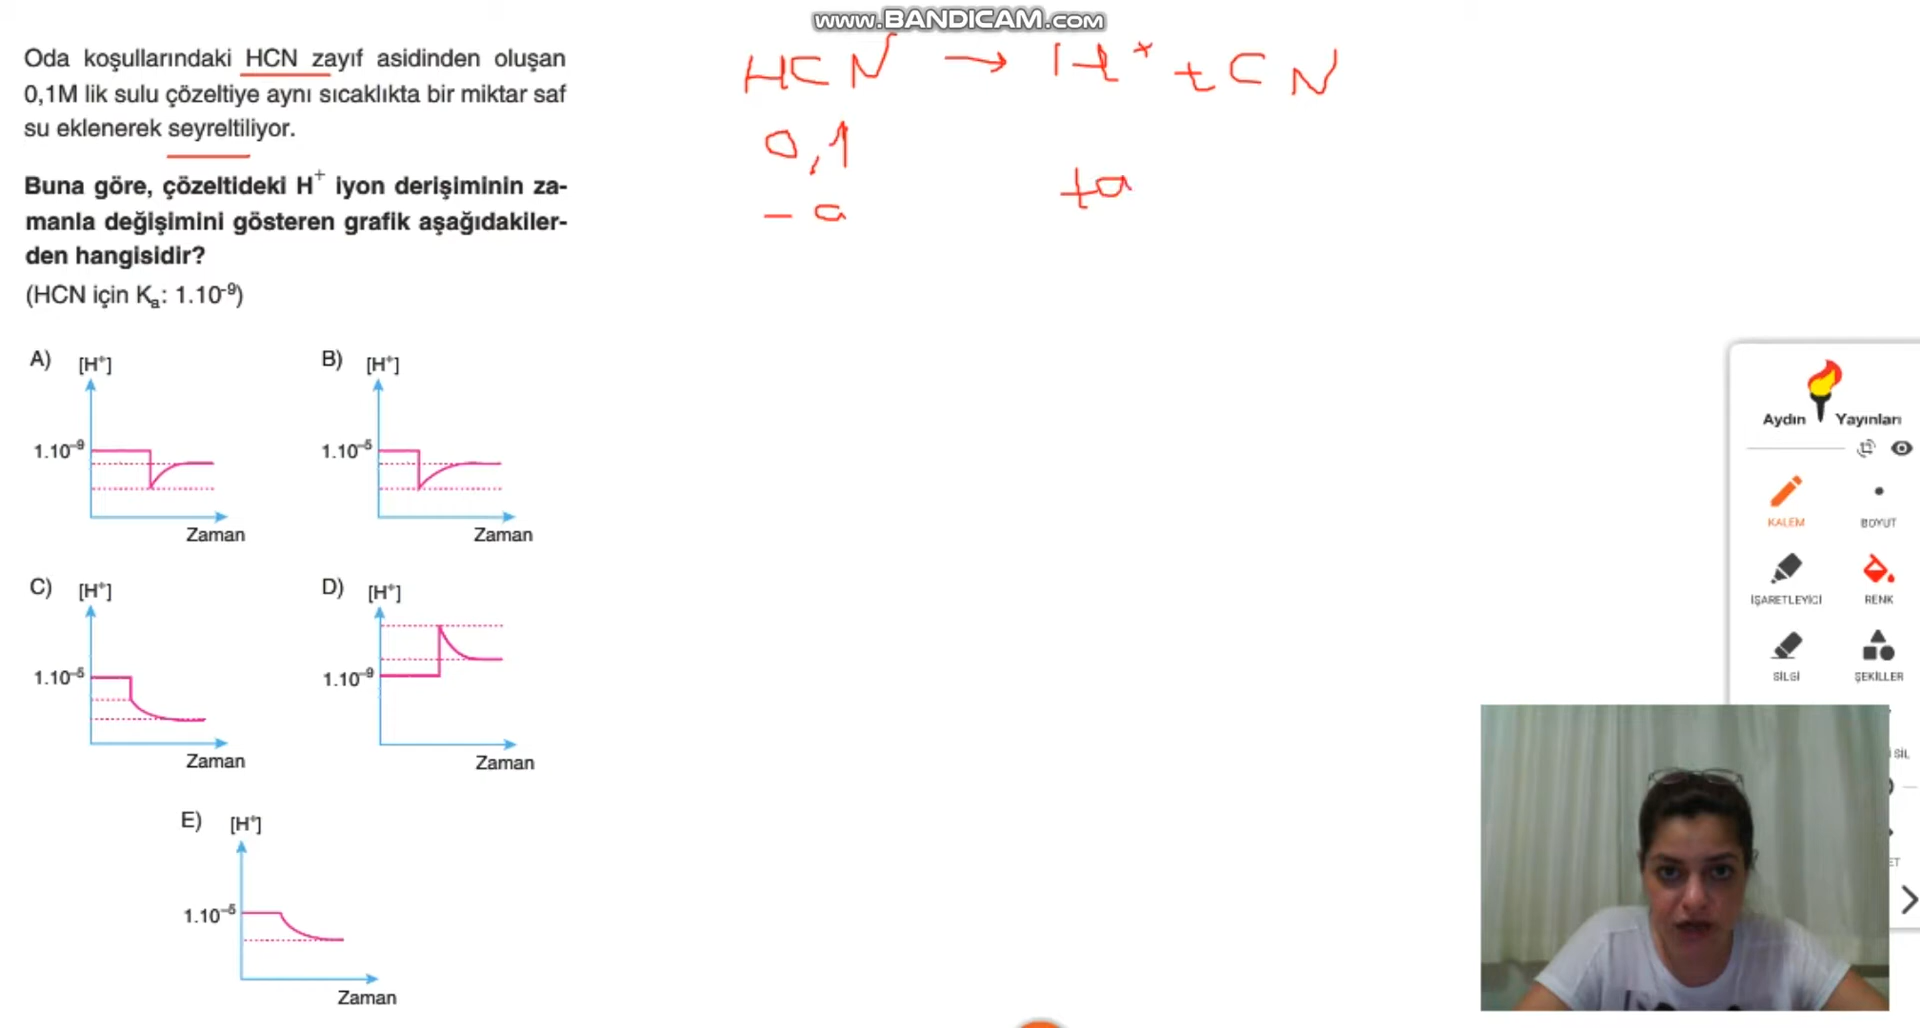 www.BANDICAM.com
Oda koşullarındaki HCN zayıf asidinden oluşan
0,1M lik sulu çözeltiye aynı sıcaklıkta bir miktar saf
su eklenerek seyreltiliyor.
Buna göre, çözeltideki H⁺ iyon derişiminin za-
manla değişimini gösteren grafik aşağıdakiler-
den hangisidir?
(HCN için Kₐ: 1.10⁻⁹)
A) [H⁺]
1.10⁻⁹
Zaman
B) [H⁺]
1.10⁻⁵
Zaman
C) [H⁺]
1.10⁻⁵
Zaman
D) [H⁺]
1.10⁻⁹
Zaman
E) [H⁺]
1.10⁻⁵
Zaman
HCN → H⁺ + CN
0,1
- a +a
Aydın Yayınları
KALEM
BOYUT
İŞARETLEYİCİ
RENK
SİLGİ
ŞEKİLLER
SİL
ET